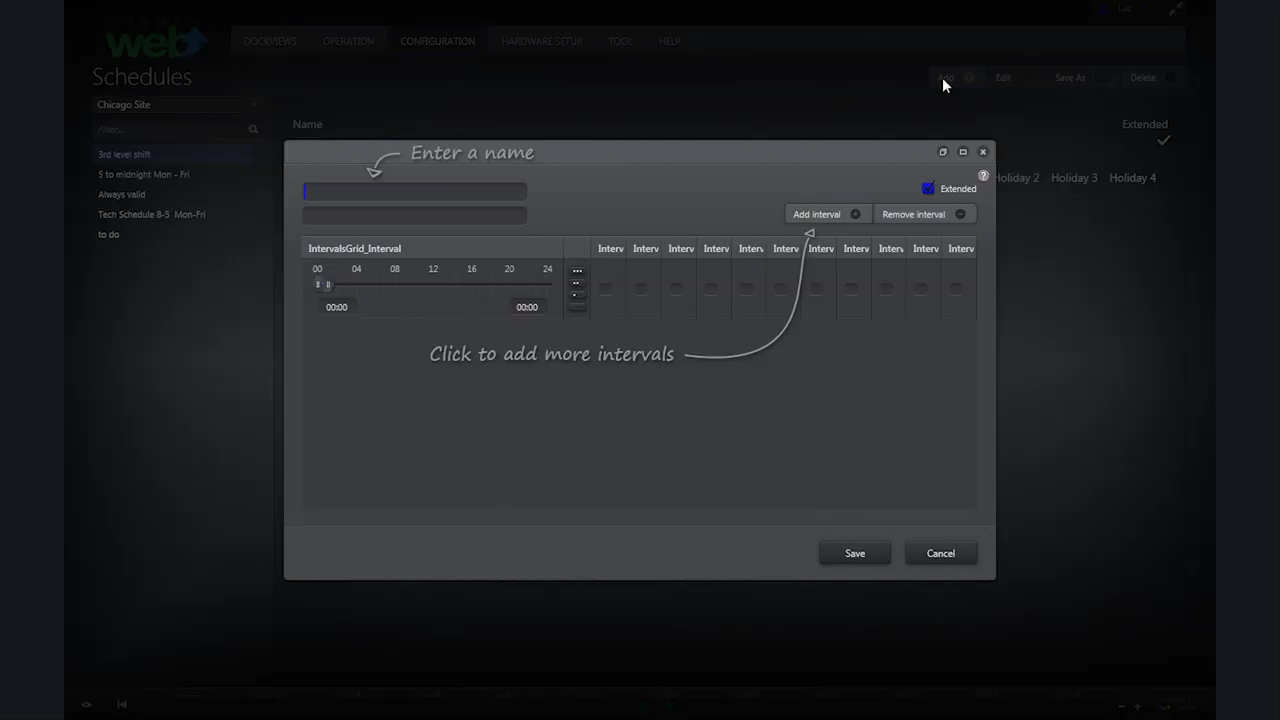 Luc
web
DOCKVIEWS OPERATION CONFIGURATION HARDWARE SETUP TOOL HELP
Schedules
Add Edit Save As Delete
Chicago Site
Filter...
Name Extended
3rd level shift
5 to midnight Mon - Fri
Always valid
Tech Schedule 8-5 Mon-Fri
to do
Holiday 2 Holiday 3 Holiday 4
Enter a name
Extended
Add interval Remove interval
IntervalsGrid_Interval Interv Interv Interv Interv Interv Interv Interv Interv Interv Interv Interv
00 04 08 12 16 20 24
00:00 00:00
Click to add more intervals
Save Cancel